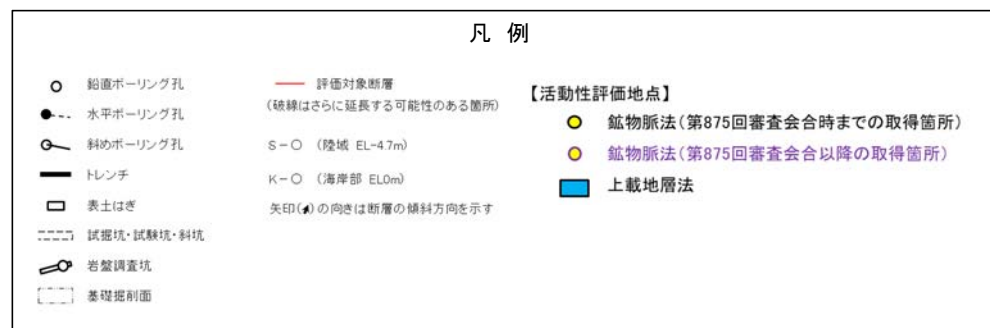 凡 例
鉛直ボーリング孔
水平ボーリング孔
斜めボーリング孔
トレンチ
表土はぎ
試掘坑・試験坑・斜坑
岩盤調査坑
基礎掘削面
評価対象断層
(破線はさらに延長する可能性のある箇所)
S-○ (陸域 EL-4.7m)
K-○ (海岸部 EL0m)
矢印( )の向きは断層の傾斜方向を示す
【活動性評価地点】
鉱物脈法(第875回審査会合時までの取得箇所)
鉱物脈法(第875回審査会合以降の取得箇所)
上載地層法